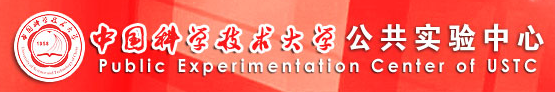 中国科学技术大学 公共实验中心
Public Experimentation Center of USTC
1958